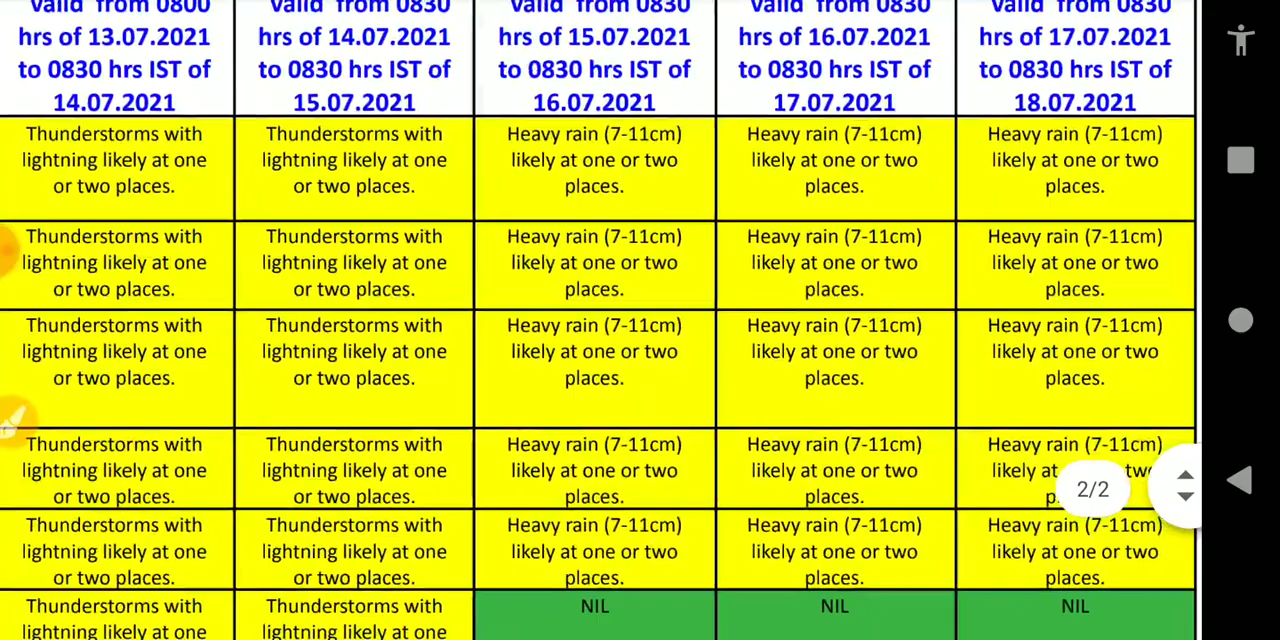 valid from 0800 hrs of 13.07.2021 to 0830 hrs IST of 14.07.2021
valid from 0830 hrs of 14.07.2021 to 0830 hrs IST of 15.07.2021
valid from 0830 hrs of 15.07.2021 to 0830 hrs IST of 16.07.2021
valid from 0830 hrs of 16.07.2021 to 0830 hrs IST of 17.07.2021
valid from 0830 hrs of 17.07.2021 to 0830 hrs IST of 18.07.2021
Thunderstorms with Thunderstorms with Heavy rain (7-11cm) Heavy rain (7-11cm) Heavy rain (7-11cm)
lightning likely at one lightning likely at one likely at one or two likely at one or two likely at one or two
or two places. or two places. places. places. places.
Thunderstorms with Thunderstorms with Heavy rain (7-11cm) Heavy rain (7-11cm) Heavy rain (7-11cm)
lightning likely at one lightning likely at one likely at one or two likely at one or two likely at one or two
or two places. or two places. places. places. places.
Thunderstorms with Thunderstorms with Heavy rain (7-11cm) Heavy rain (7-11cm) Heavy rain (7-11cm)
lightning likely at one lightning likely at one likely at one or two likely at one or two likely at one or two
or two places. or two places. places. places. places.
Thunderstorms with Thunderstorms with Heavy rain (7-11cm) Heavy rain (7-11cm) Heavy rain (7-11cm)
lightning likely at one lightning likely at one likely at one or two likely at one or two likely at
or two places. or two places. places. places.
2/2
Thunderstorms with Thunderstorms with Heavy rain (7-11cm) Heavy rain (7-11cm) Heavy rain (7-11cm)
lightning likely at one lightning likely at one likely at one or two likely at one or two likely at one or two
or two places. or two places. places. places. places.
Thunderstorms with Thunderstorms with NIL NIL NIL
lightning likely at one lightning likely at one